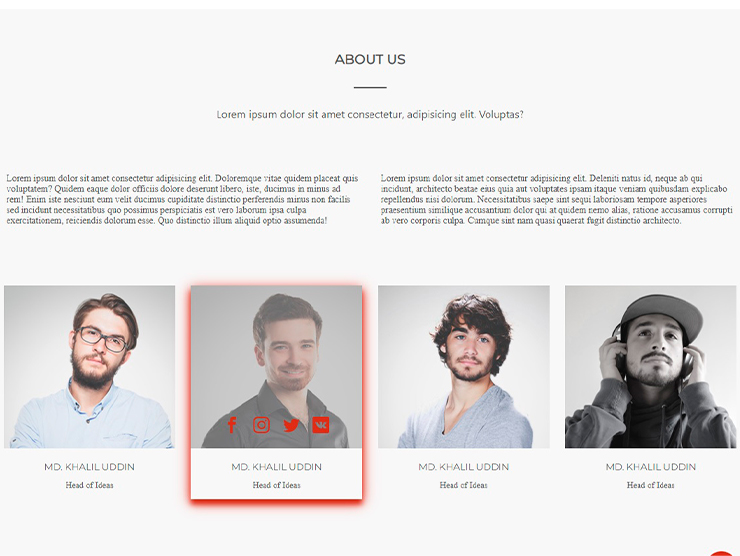 ABOUT US
Lorem ipsum dolor sit amet consectetur, adipisicing elit. Voluptas?
Lorem ipsum dolor sit amet consectetur adipisicing elit. Doloremque vitae quidem placeat quis
voluptatem? Quidem eaque dolor officiis dolore deserunt libero, iste, ducimus in minus ad
rem! Enim iste nesciunt eum velit ducimus cupiditate distinctio perferendis minus non facilis
sed incidunt necessitatibus quo possimus perspiciatis est vero laborum ipsa culpa
exercitationem, reiciendis dolorum esse. Quo distinctio illum aliquid optio assumenda!
Lorem ipsum dolor sit amet consectetur, adipisicing elit. Deleniti natus id, neque ab qui
incidunt, architecto beatae eius quia aut voluptates ipsam itaque veniam quibusdam explicabo
repellendus nisi dolorum. Necessitatibus saepe sint sequi laboriosam tempore asperiores
praesentium similique accusantium dolor qui at quidem nemo alias, ratione accusamus corrupti
ab vero corporis culpa. Cumque sint nam quasi quaerat fugit distinctio architecto.
MD. KHALIL UDDIN
Head of Ideas
MD. KHALIL UDDIN
Head of Ideas
MD. KHALIL UDDIN
Head of Ideas
MD. KHALIL UDDIN
Head of Ideas